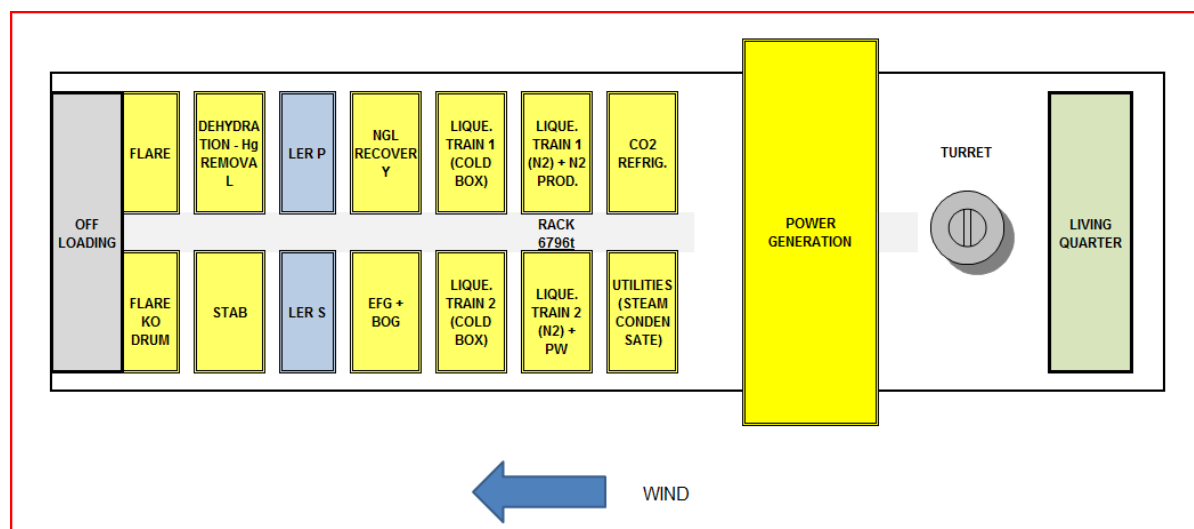 FLARE
DEHYDRA
TION - Hg
REMOVA
L
LER P
NGL
RECOVER
Y
LIQUE.
TRAIN 1
(COLD
BOX)
LIQUE.
TRAIN 1
(N2) + N2
PROD.
CO2
REFRIG.
TURRET
OFF
LOADING
RACK
6796t
POWER
GENERATION
LIVING
QUARTER
FLARE
KO
DRUM
STAB
LER S
EFG +
BOG
LIQUE.
TRAIN 2
(COLD
BOX)
LIQUE.
TRAIN 2
(N2) +
PW
UTILITIES
(STEAM
CONDEN
SATE)
WIND